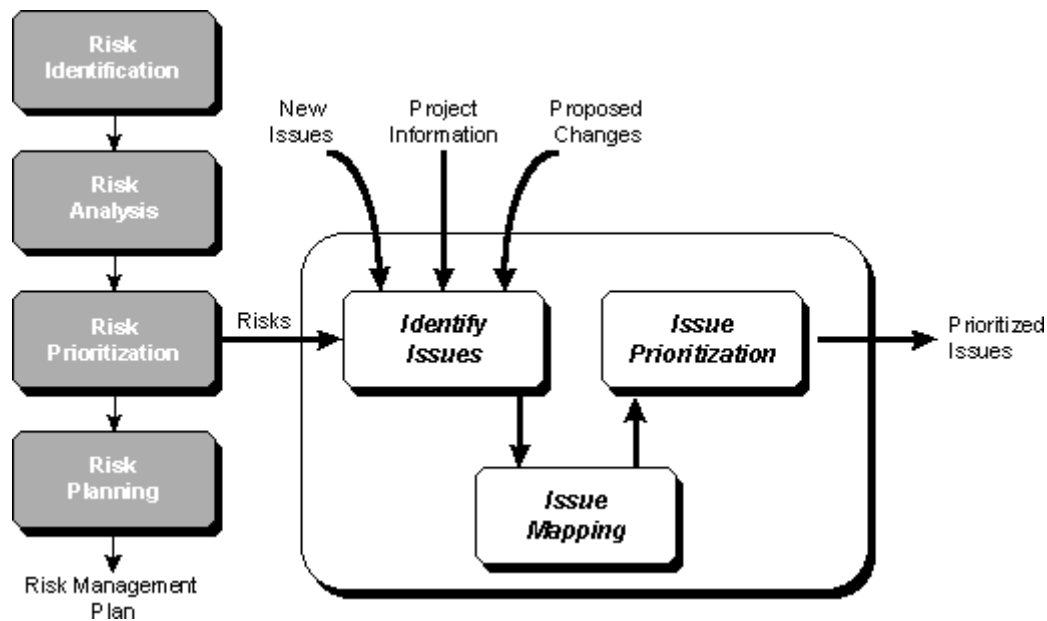 Risk
Identification
Risk
Analysis
Risk
Prioritization
Risk
Planning
Risk Management
Plan
New
Issues
Project
Information
Proposed
Changes
Risks
Identify
Issues
Issue
Mapping
Issue
Prioritization
Prioritized
Issues